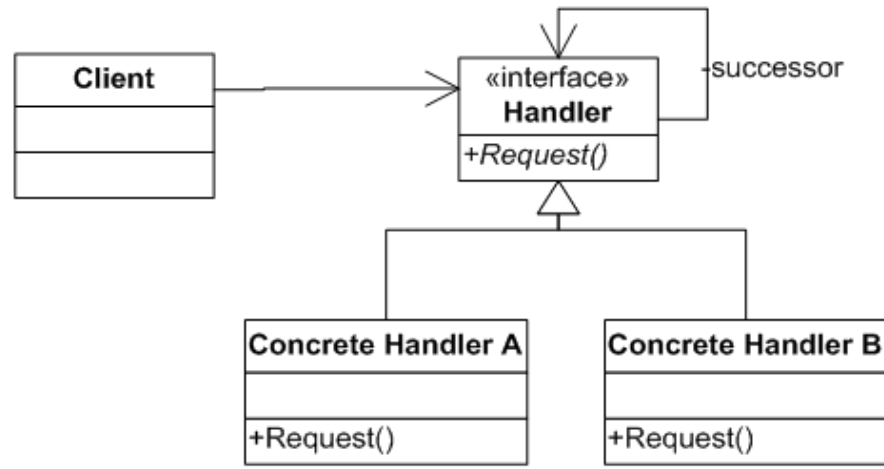 Client
«interface»
Handler
+Request()
-successor
Concrete Handler A
+Request()
Concrete Handler B
+Request()